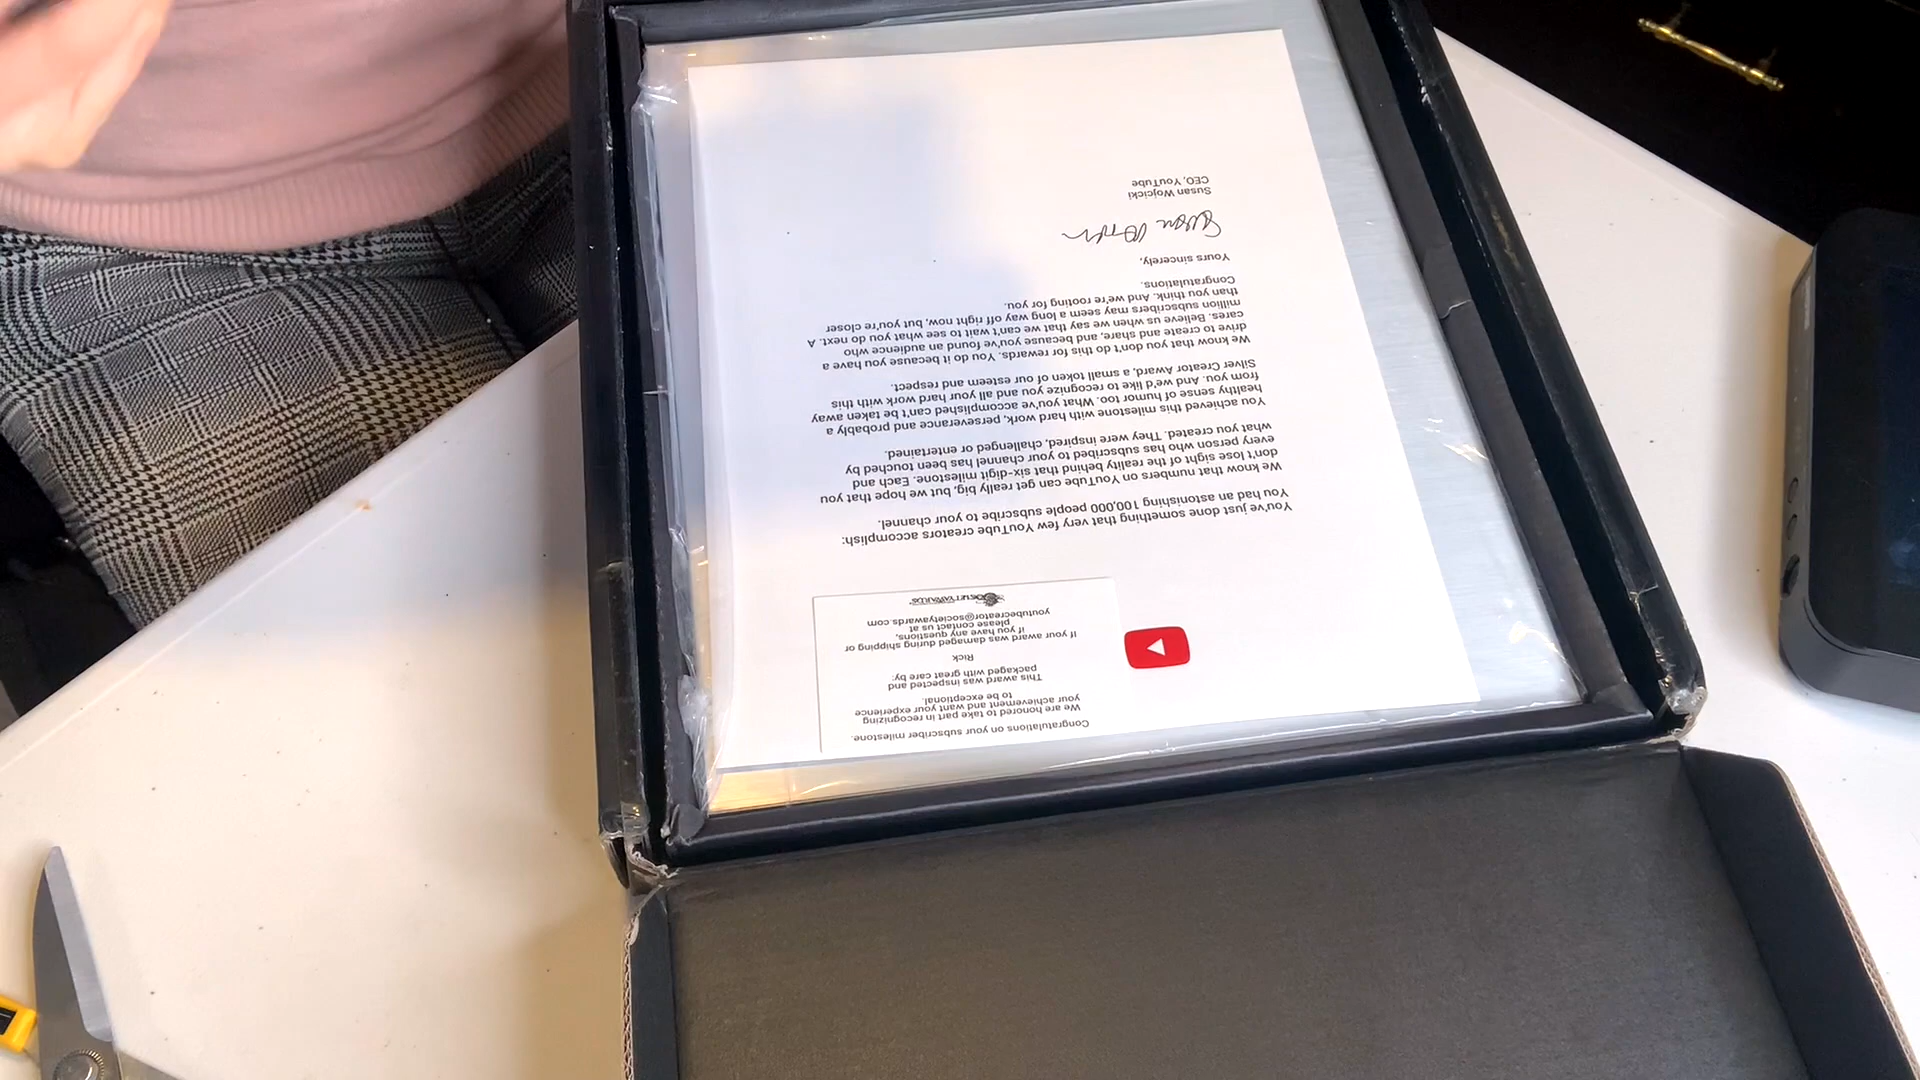 Congratulations on your subscriber milestone.
We are honored to take part in recognizing
your achievement and want your experience
to be exceptional.
This award was inspected and
packaged with great care by:
Rick
If your award was damaged during shipping or
if you have any questions,
please contact us at
youtubecreator@societyawards.com
SOCIETYAWARDS
You've just done something that very few YouTube creators accomplish:
You had an astonishing 100,000 people subscribe to your channel.
We know that numbers on YouTube can get really big, but we hope that you
don't lose sight of the reality behind that six-digit milestone. Each and
every person who has subscribed to your channel has been touched by
what you created. They were inspired, challenged or entertained.
You achieved this milestone with hard work, perseverance and probably a
healthy sense of humor too. What you've accomplished can't be taken away
from you. And we'd like to recognize you and all your hard work with this
Silver Creator Award, a small token of our esteem and respect.
We know that you don't do this for rewards. You do it because you have a
drive to create and share, and because you've found an audience who
cares. Believe us when we say that we can't wait to see what you do next. A
million subscribers may seem a long way off right now, but you're closer
than you think. And we're rooting for you.
Congratulations.
Yours sincerely,
Susan Wojcicki
CEO, YouTube